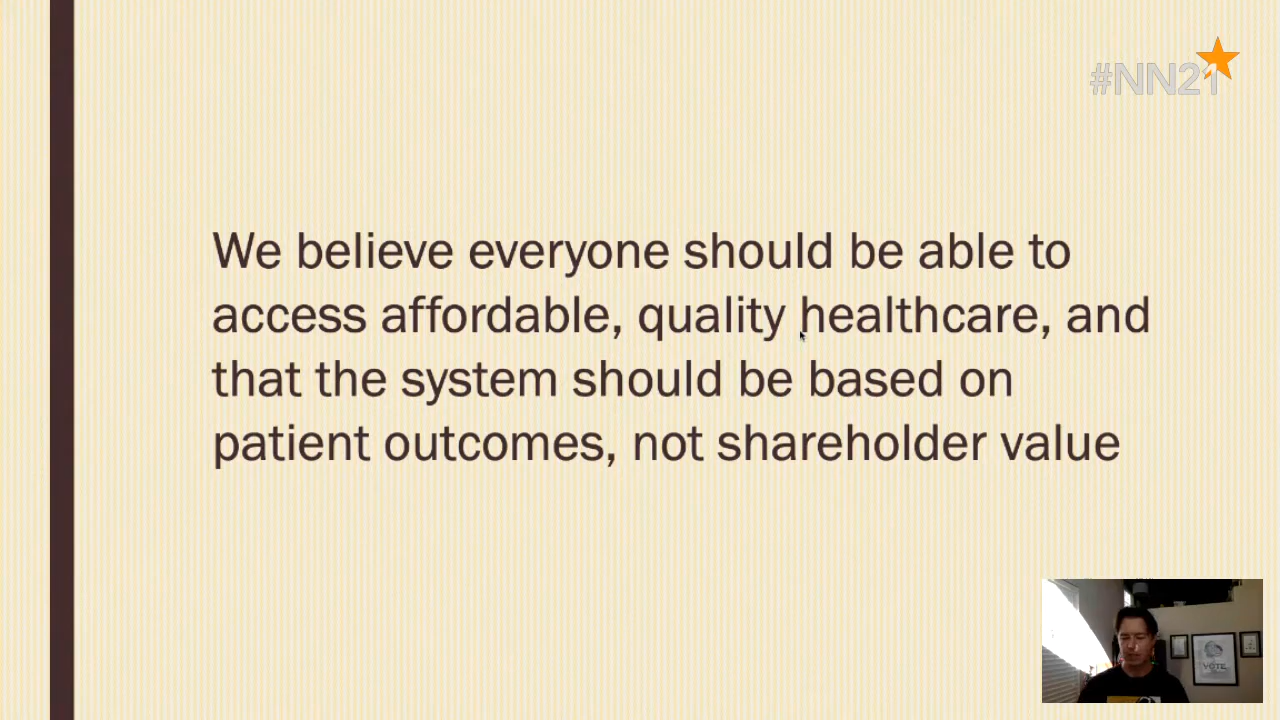 #NN21
We believe everyone should be able to
access affordable, quality healthcare, and
that the system should be based on
patient outcomes, not shareholder value
VOTE